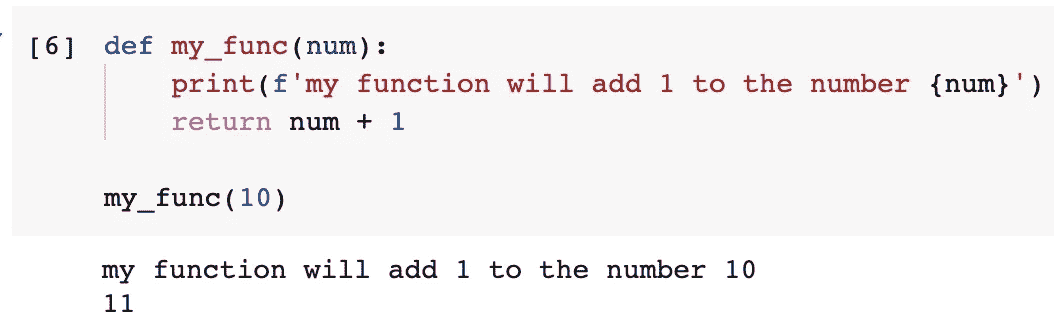 [6] def my_func(num):
print(f'my function will add 1 to the number {num}')
return num + 1
my_func(10)
my function will add 1 to the number 10
11